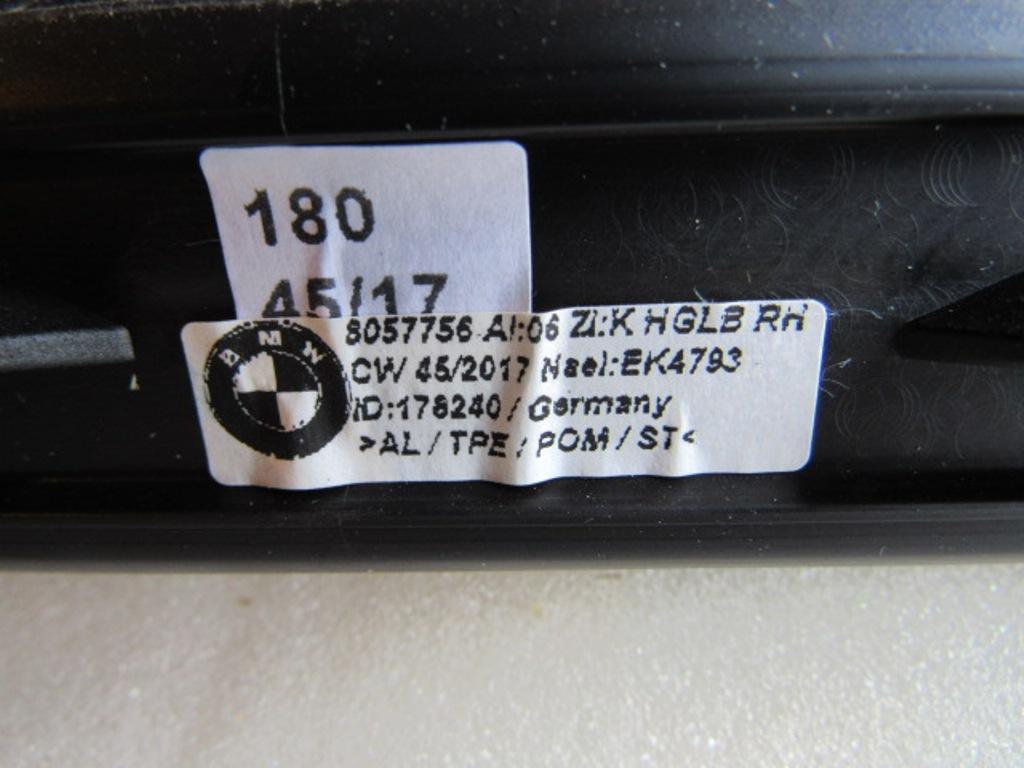 180
45/17
BMW
8057756 AI:06 ZI:K HGLB RH
CW 45/2017 Nael:EK4793
ID:178240 / Germany
>AL / TPE / POM / ST<